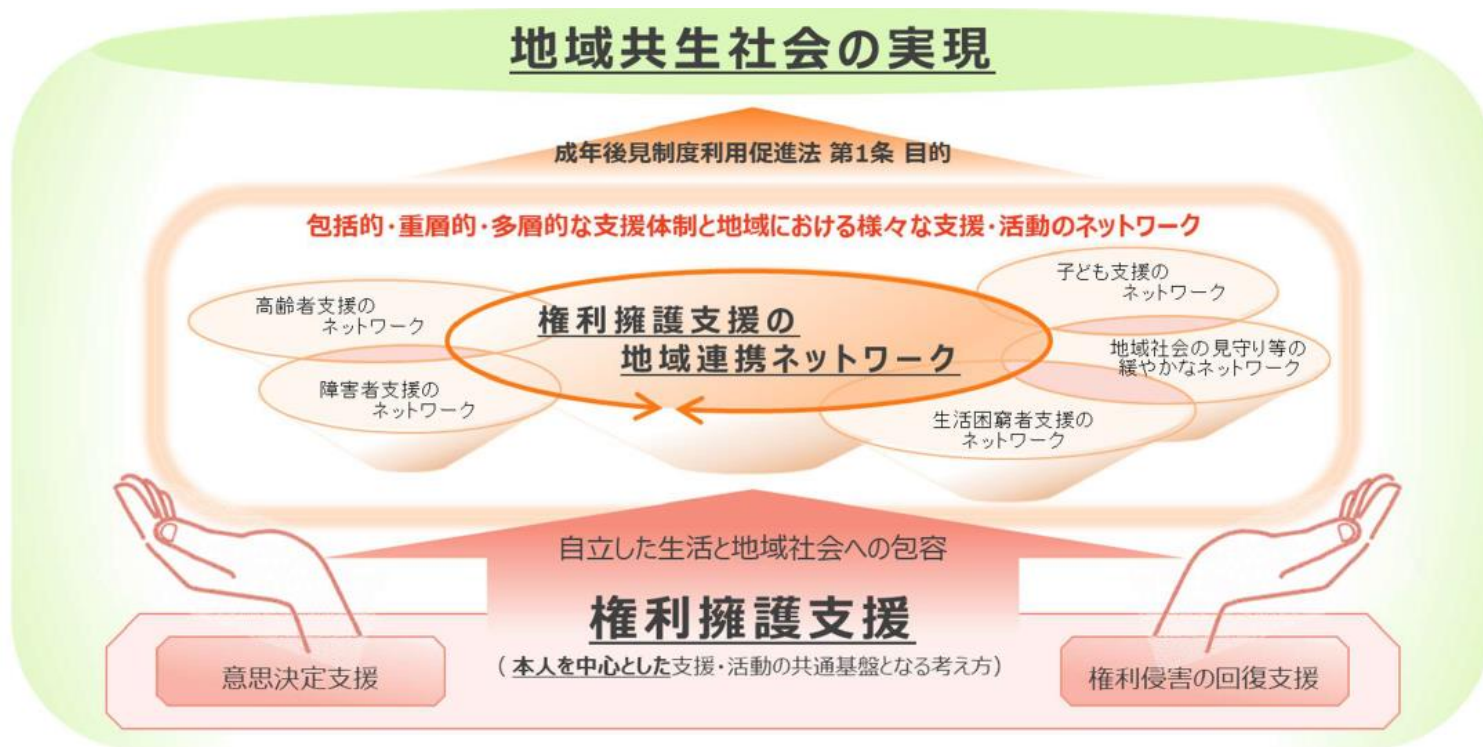 地域共生社会の実現
成年後見制度利用促進法 第1条 目的
包括的・重層的・多層的な支援体制と地域における様々な支援・活動のネットワーク
高齢者支援の
ネットワーク
障害者支援の
ネットワーク
権利擁護支援の
地域連携ネットワーク
子ども支援の
ネットワーク
地域社会の見守り等の
緩やかなネットワーク
生活困窮者支援の
ネットワーク
自立した生活と地域社会への包容
権利擁護支援
(本人を中心とした支援・活動の共通基盤となる考え方)
意思決定支援
権利侵害の回復支援